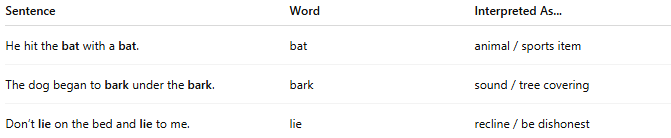 Sentence Word Interpreted As...
He hit the bat with a bat. bat animal / sports item
The dog began to bark under the bark. bark sound / tree covering
Don't lie on the bed and lie to me. lie recline / be dishonest